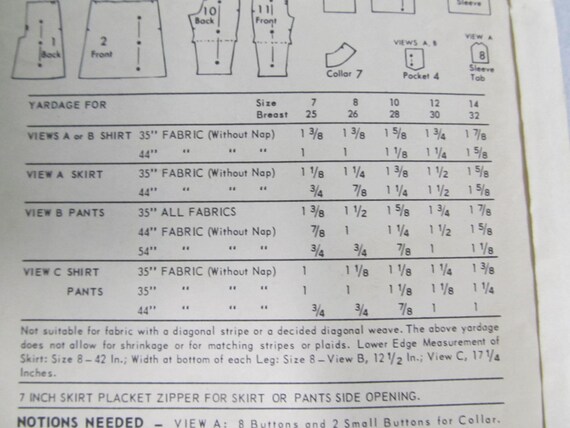 Sleeve
10
Back
11
Front
1
Back
2
Front
VIEWS A, B
VIEW A
8
Collar 7
Pocket 4
Sleeve
Tab
YARDAGE FOR Size 7 8 10 12 14
Breast 25 26 28 30 32
VIEWS A or B SHIRT 35" FABRIC (Without Nap) 1 3/8 1 3/8 1 5/8 1 3/4 1 7/8
44" " " " 1 1 1 1/8 1 1/4 1 5/8
VIEW A SKIRT 35" FABRIC (Without Nap) 1 1/8 1 1/4 1 3/8 1 1/2 1 5/8
44" " " " 3/4 7/8 1 1/4 1 1/2 1 5/8
VIEW B PANTS 35" ALL FABRICS 1 3/8 1 1/2 1 5/8 1 3/4 1 7/8
44" FABRIC (Without Nap) 7/8 1 1 1/4 1 1/2 1 5/8
54" " " " 3/4 3/4 7/8 1 1 1/8
VIEW C SHIRT 35" FABRIC (Without Nap) 1 1 1/8 1 1/8 1 1/4 1 3/8
PANTS 35" " " " 1 1 1 1/8 1 1/8 1 1/4
44" " " " 3/4 3/4 7/8 1 1
Not suitable for fabric with a diagonal stripe or a decided diagonal weave. The above yardage
does not allow for shrinkage or for matching stripes or plaids. Lower Edge Measurement of
Skirt: Size 8 – 42 In.; Width at bottom of each Leg: Size 8 – View B, 12 1/2 In.; View C, 17 1/4
Inches.
7 INCH SKIRT PLACKET ZIPPER FOR SKIRT OR PANTS SIDE OPENING.
NOTIONS NEEDED – VIEW A: 8 Buttons and 2 Small Buttons for Collar.